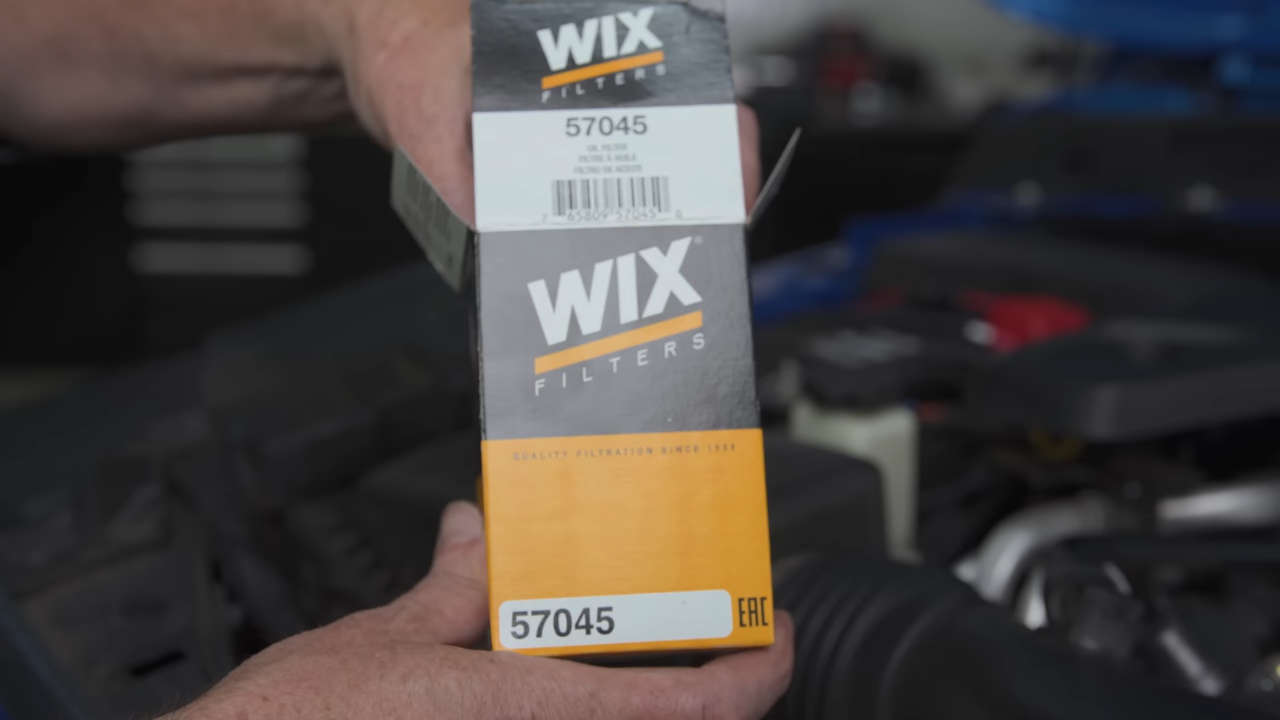 WIX
FILTERS
57045
OIL FILTER
FILTRE À HUILE
FILTRO DE ACEITE
7 65809 57045 0
WIX®
FILTERS
QUALITY FILTRATION SINCE 1939
57045
EAC